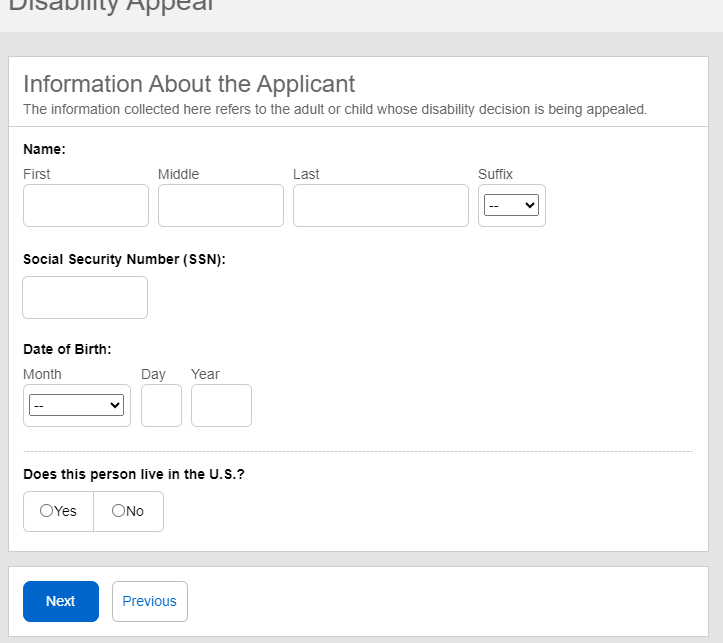 Disability Appeal
Information About the Applicant
The information collected here refers to the adult or child whose disability decision is being appealed.
Name:
First Middle Last Suffix
--
Social Security Number (SSN):
Date of Birth:
Month Day Year
--
Does this person live in the U.S.?
Yes No
Next Previous